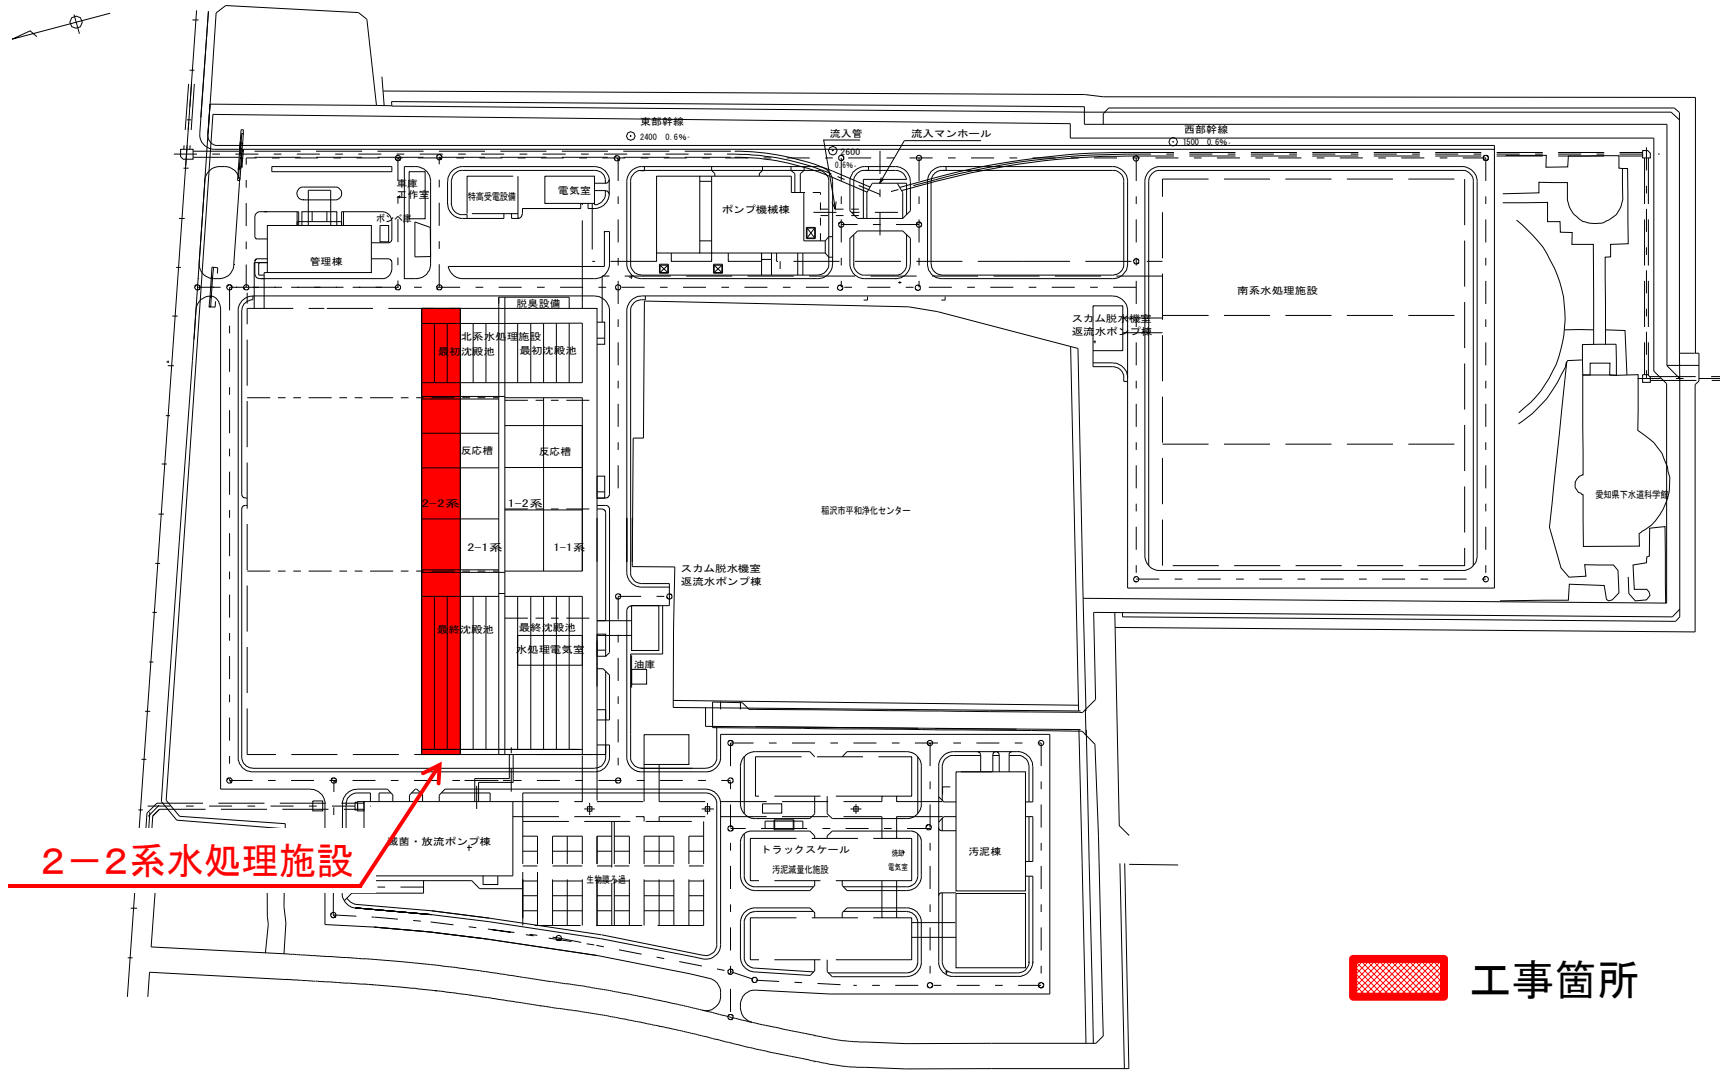 東部幹線
2400 0.6%
流入管
流入マンホール
2600
0.6%
西部幹線
1500 0.6%
車庫
工作室
ボンベ庫
特高受電設備
電気室
ポンプ機械棟
管理棟
脱臭設備
北系水処理施設
最初沈殿池
最初沈殿池
スカム脱水機室
返流水ポンプ棟
南系水処理施設
反応槽
反応槽
2-2系
1-2系
2-1系
1-1系
稲沢市平和浄化センター
愛知県下水道科学館
スカム脱水機室
返流水ポンプ棟
最終沈殿池
最終沈殿池
水処理電気室
油庫
滅菌・放流ポンプ棟
2-2系水処理施設
生物膜ろ過
トラックスケール
汚泥減量化施設
焼却
電気室
汚泥棟
工事箇所